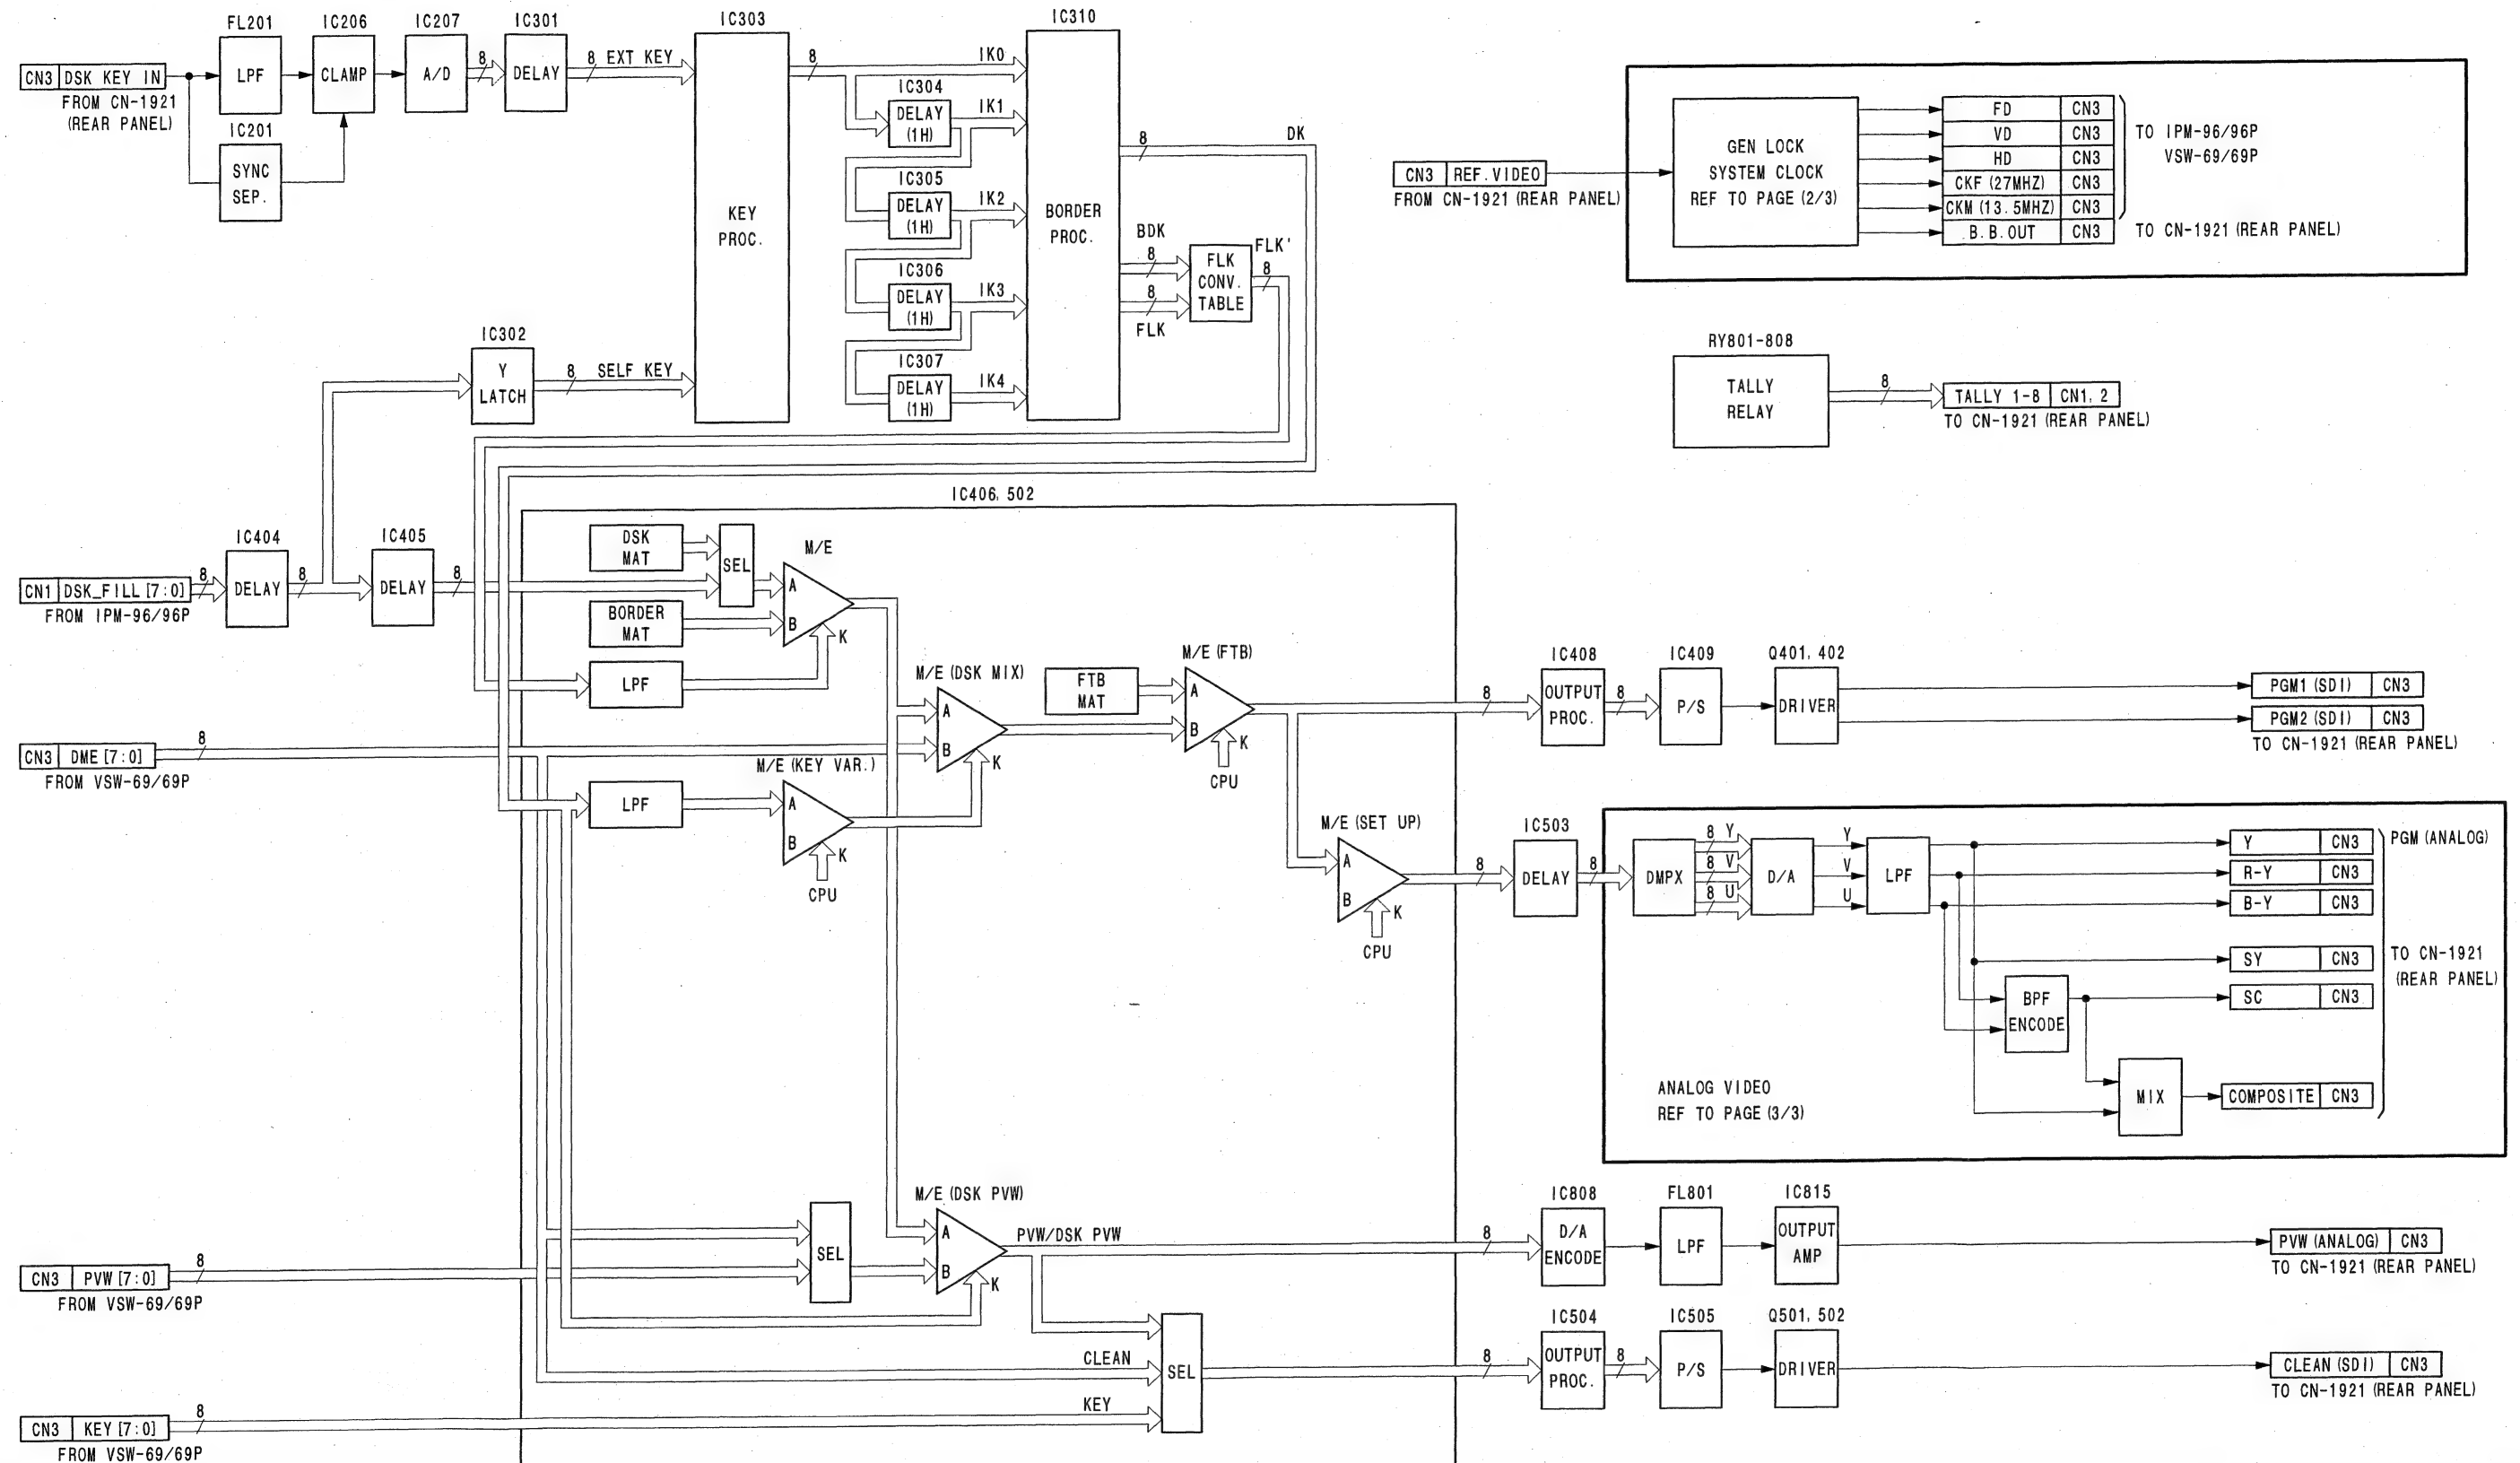 FL201
IC206
IC207
IC301
IC303
IC310
CN3 DSK KEY IN
LPF
CLAMP
A/D
8
DELAY
8 EXT KEY
FROM CN-1921
(REAR PANEL)
IC201
SYNC
SEP.
KEY
PROC.
8
IC304
DELAY
(1H)
IC305
DELAY
(1H)
IC306
DELAY
(1H)
IC307
DELAY
(1H)
IK0
IK1
IK2
IK3
IK4
BORDER
PROC.
8
DK
BDK
8
8
FLK
FLK
CONV.
TABLE
FLK'
8
IC302
Y
LATCH
8 SELF KEY
CN3 REF.VIDEO
FROM CN-1921 (REAR PANEL)
GEN LOCK
SYSTEM CLOCK
REF TO PAGE (2/3)
FD CN3
VD CN3
HD CN3
CKF (27MHZ) CN3
CKM (13.5MHZ) CN3
B.B.OUT CN3
TO IPM-96/96P
VSW-69/69P
TO CN-1921 (REAR PANEL)
RY801-808
TALLY
RELAY
8
TALLY 1-8 CN1, 2
TO CN-1921 (REAR PANEL)
IC406, 502
IC404
IC405
CN1 DSK_FILL [7:0]
8
DELAY
8
DELAY
8
FROM IPM-96/96P
DSK
MAT
SEL
M/E
A
B
K
BORDER
MAT
LPF
M/E (DSK MIX)
A
B
K
FTB
MAT
M/E (FTB)
A
B
K
CPU
CN3 DME [7:0]
8
FROM VSW-69/69P
M/E (KEY VAR.)
LPF
A
B
K
CPU
M/E (SET UP)
A
B
K
CPU
IC408
IC409
Q401, 402
8
OUTPUT
PROC.
8
P/S
DRIVER
PGM1 (SDI) CN3
PGM2 (SDI) CN3
TO CN-1921 (REAR PANEL)
IC503
8
DELAY
8
DMPX
8 Y
8 V
8 U
D/A
Y
V
U
LPF
Y CN3
R-Y CN3
B-Y CN3
SY CN3
SC CN3
COMPOSITE CN3
PGM (ANALOG)
TO CN-1921
(REAR PANEL)
BPF
ENCODE
MIX
ANALOG VIDEO
REF TO PAGE (3/3)
M/E (DSK PVW)
SEL
A
B
K
PVW/DSK PVW
CN3 PVW [7:0]
8
FROM VSW-69/69P
IC808
FL801
IC815
8
D/A
ENCODE
LPF
OUTPUT
AMP
PVW (ANALOG) CN3
TO CN-1921 (REAR PANEL)
CLEAN
KEY
SEL
CN3 KEY [7:0]
8
FROM VSW-69/69P
IC504
IC505
Q501, 502
8
OUTPUT
PROC.
8
P/S
DRIVER
CLEAN (SDI) CN3
TO CN-1921 (REAR PANEL)